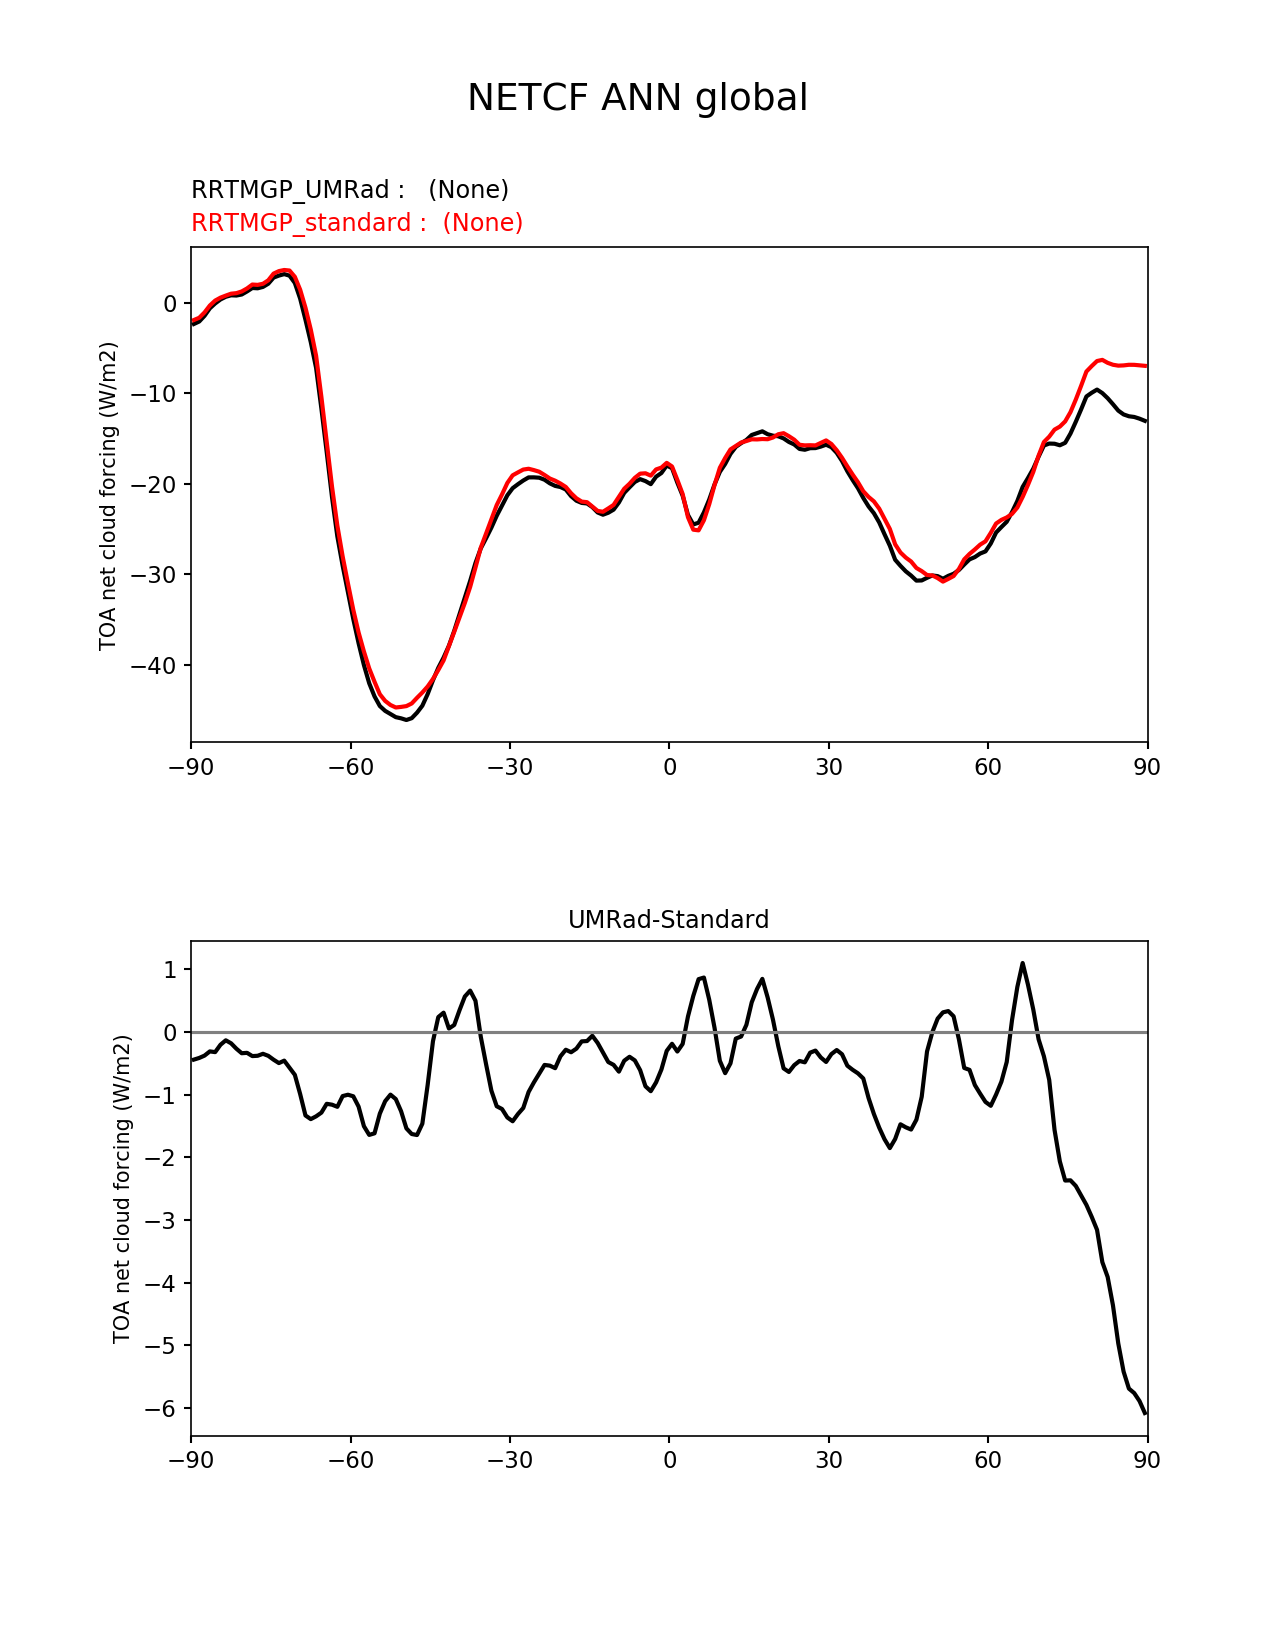 NETCF ANN global
RRTMGP_UMRad :   (None)
RRTMGP_standard :  (None)
0
−10
−20
−30
−40
TOA net cloud forcing (W/m2)
−90 −60 −30 0 30 60 90
UMRad-Standard
1
0
−1
−2
−3
−4
−5
−6
TOA net cloud forcing (W/m2)
−90 −60 −30 0 30 60 90